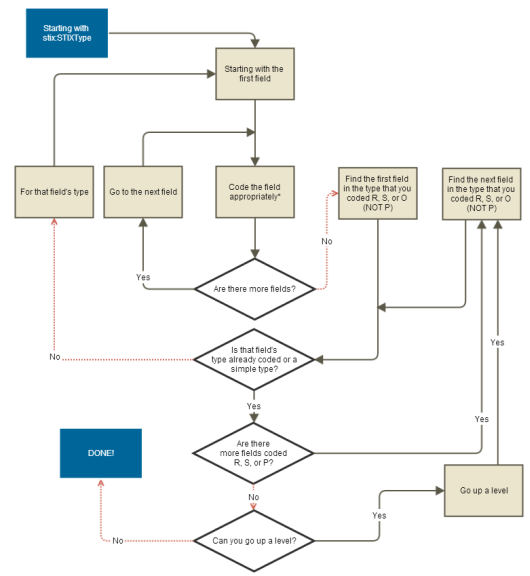 Starting with
stix:STIXType
Starting with the
first field
For that field's type
Go to the next field
Code the field
appropriately*
Find the first field
in the type that you
coded R, S, or O
(NOT P)
Find the next field
in the type that you
coded R, S, or O
(NOT P)
No
Yes
Are there more fields?
Is that field's
type already coded or a
simple type?
No
Yes
Yes
Are there
more fields coded
R, S, or P?
Yes
DONE!
No
Go up a level
Yes
Can you go up a level?
No